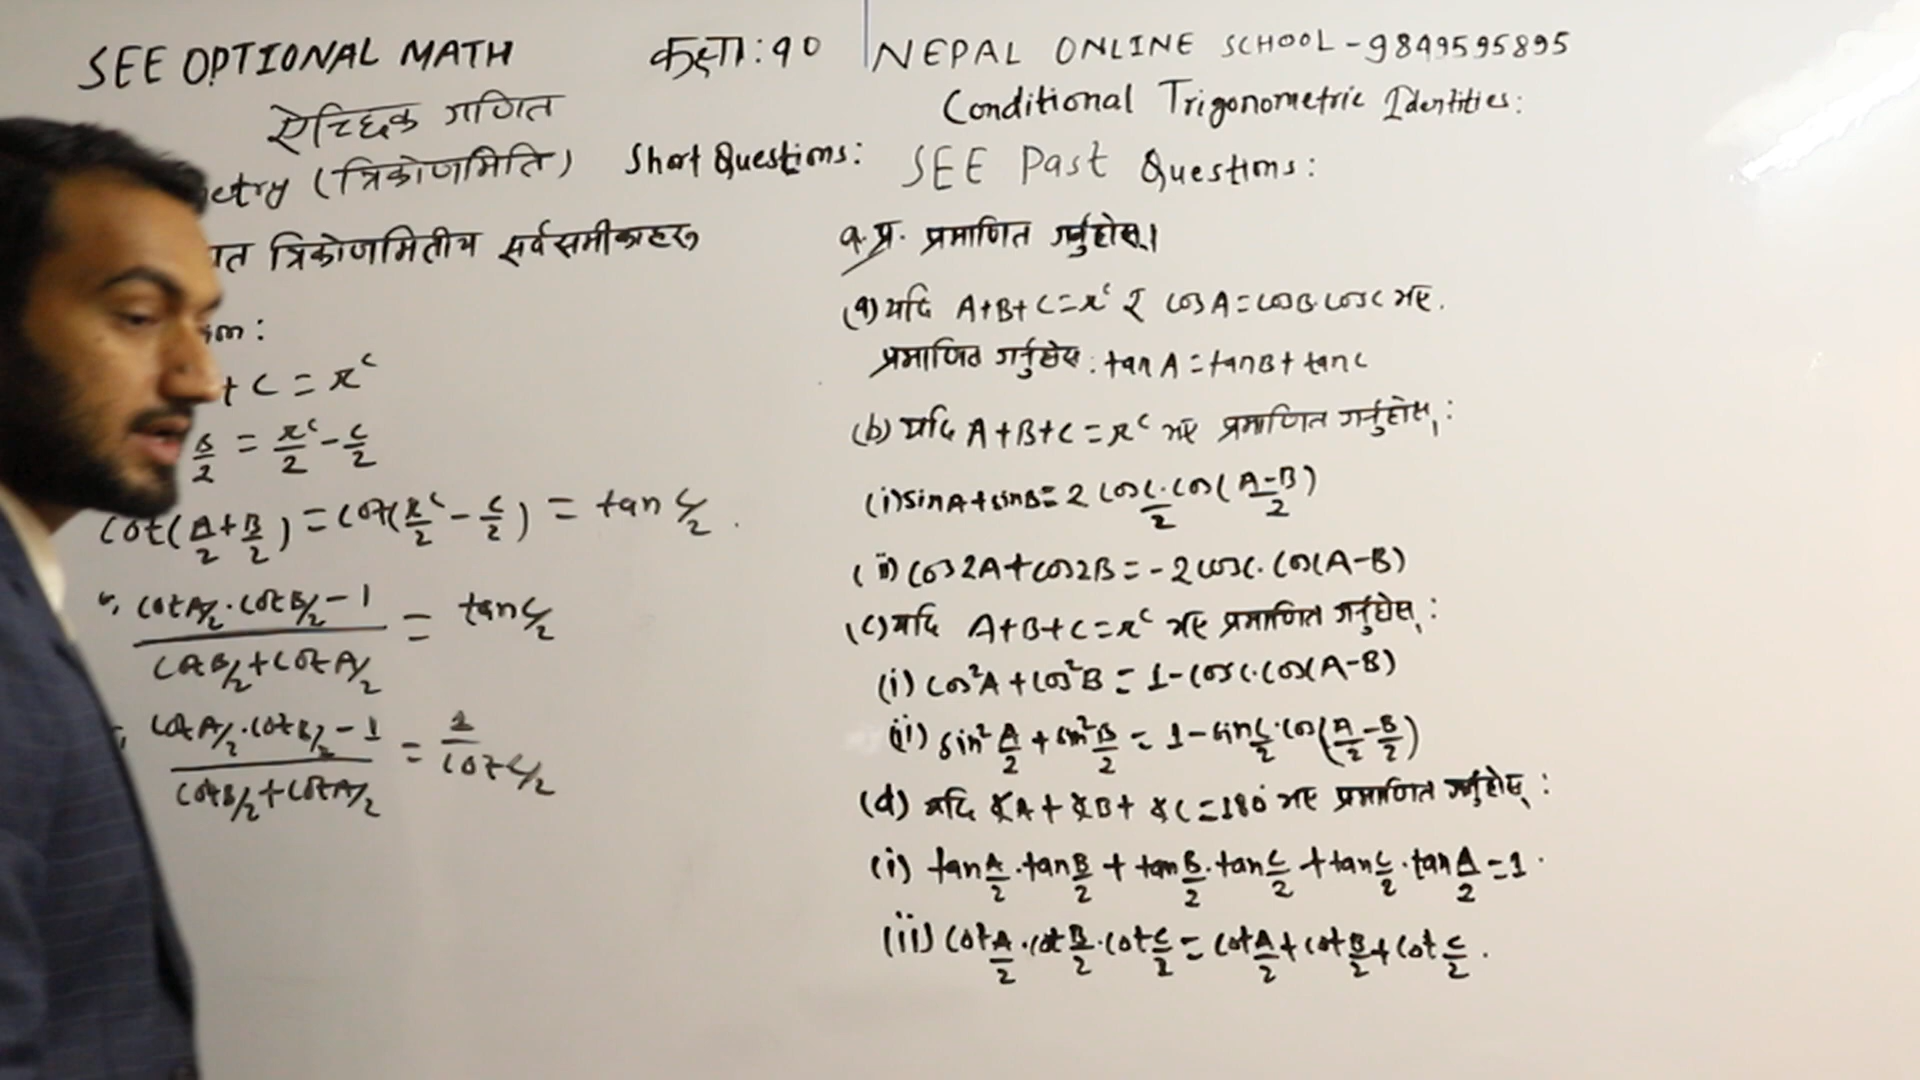 SEE OPTIONAL MATH कक्षा: १०
ऐच्छिक गणित
etry (त्रिकोणमिति) Short Questions:
त त्रिकोणमितीय सर्वसमीकाहरु
on:
+ C = π^c
B/2 = π^c/2 - C/2
cot(A/2 + B/2) = cot(π^c/2 - C/2) = tan C/2.
cotA/2 . cotB/2 - 1 / cotB/2 + cotA/2 = tan C/2
cotA/2 . cotB/2 - 1 / cotB/2 + cotA/2 = 1 / cot C/2
NEPAL ONLINE SCHOOL - 9849595895
Conditional Trigonometric Identities:
SEE Past Questions:
प्र. प्रमाणित गर्नुहोस्।
(a) यदि A+B+C=π^c र cosA = cosB.cosC भए.
प्रमाणित गर्नुहोस् : tan A = tanB + tanC
(b) यदि A+B+C = π^c भए प्रमाणित गर्नुहोस् :
(i) sinA + sinB = 2 cos C/2 . cos(A-B/2)
(ii) cos2A + cos2B = -2 cosC. cos(A-B)
(c) यदि A+B+C = π^c भए प्रमाणित गर्नुहोस् :
(i) cos²A + cos²B = 1 - cosC.cos(A-B)
(ii) sin² A/2 + sin² B/2 = 1 - sin C/2 . cos(A/2 - B/2)
(d) यदि ∢A + ∢B + ∢C = 180° भए प्रमाणित गर्नुहोस् :
(i) tan A/2 . tan B/2 + tan B/2 . tan C/2 + tan C/2 . tan A/2 = 1.
(ii) cot A/2 . cot B/2 . cot C/2 = cot A/2 + cot B/2 + cot C/2.